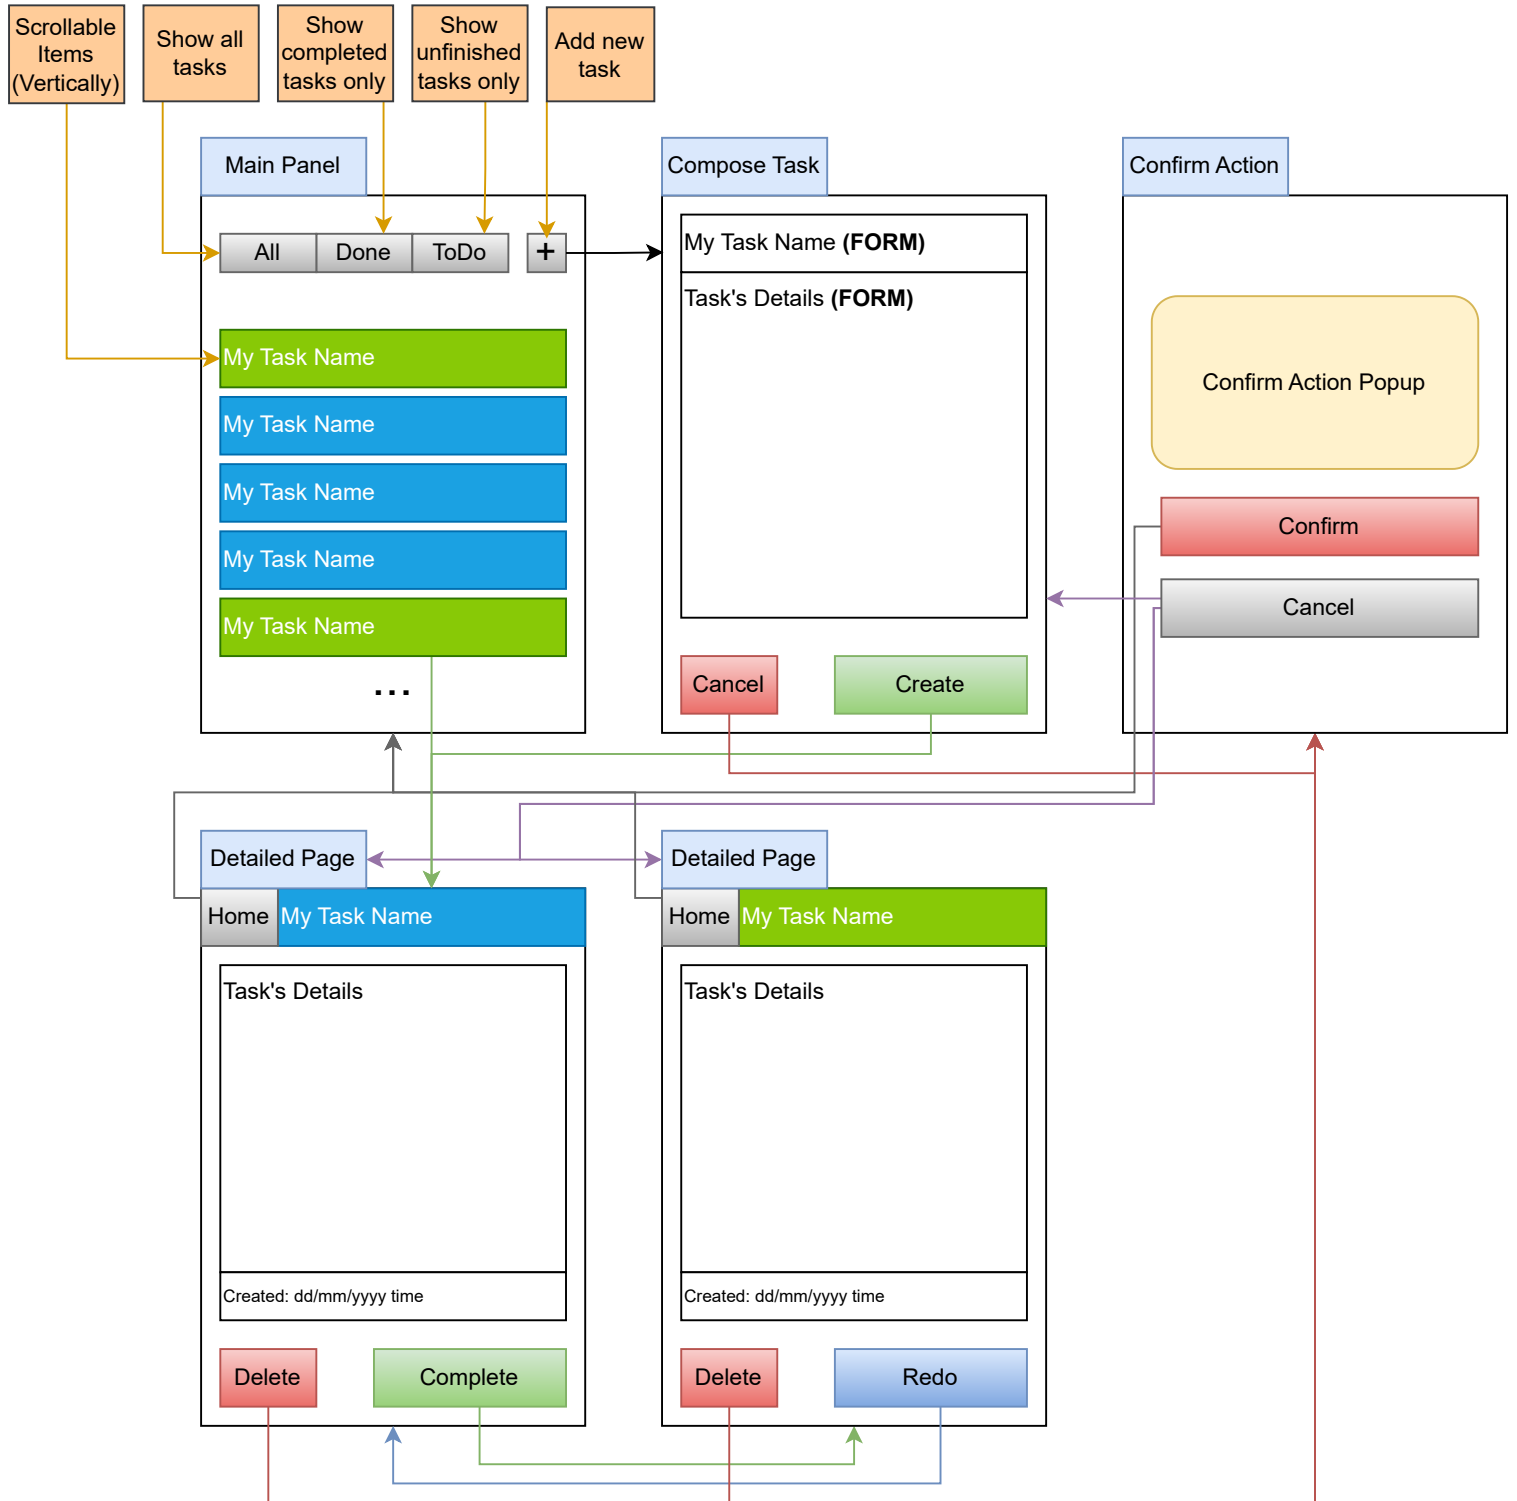 Scrollable
Items
(Vertically)
Show all
tasks
Show
completed
tasks only
Show
unfinished
tasks only
Add new
task
Main Panel
All
Done
ToDo
+
My Task Name
My Task Name
My Task Name
My Task Name
My Task Name
...
Compose Task
My Task Name (FORM)
Task's Details (FORM)
Cancel
Create
Confirm Action
Confirm Action Popup
Confirm
Cancel
Detailed Page
Home
My Task Name
Task's Details
Created: dd/mm/yyyy time
Delete
Complete
Detailed Page
Home
My Task Name
Task's Details
Created: dd/mm/yyyy time
Delete
Redo